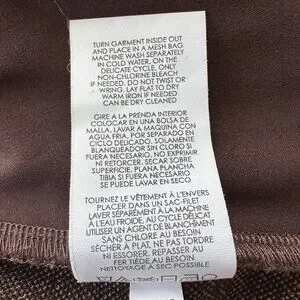 TURN GARMENT INSIDE OUT
AND PLACE IN A MESH BAG
MACHINE WASH SEPARATELY
IN COLD WATER, ON THE
DELICATE CYCLE. ONLY
NON-CHLORINE BLEACH
IF NEEDED. DO NOT TWIST OR
WRING. LAY FLAT TO DRY
WARM IRON IF NEEDED
CAN BE DRY CLEANED
GIRE A LA PRENDA INTERIOR
COLOCAR EN UNA BOLSA DE
MALLA. LAVAR A MAQUINA CON
AGUA FRIA, POR SEPARADO EN
CICLO DELICADO. SOLAMENTE
BLANQUEADOR SIN CLORO SI
FUERA NECESARIO.
NI RETORCER. SECAR SOBRE
SUPERFICIE. PLANA PLANCHA
TIBIA SI FUERA NECESARIO
PUEDE LAVAR EN SECO
TOURNEZ LE VÊTEMENT À L'ENVERS
PLACER DANS UN SAC-FILET
LAVER SÉPARÉMENT À LA MACHINE
À L'EAU FROIDE, AU CYCLE DÉLICAT
UTILISER UN AGENT DE BLANCHIMENT
SANS CHLORE AU BESOIN
SÉCHER À PLAT. NE PAS TORDRE
NI ESSORER. REPASSER AU
FER TIÈDE AU BESOIN
NETTOYAGE À SEC POSSIBLE